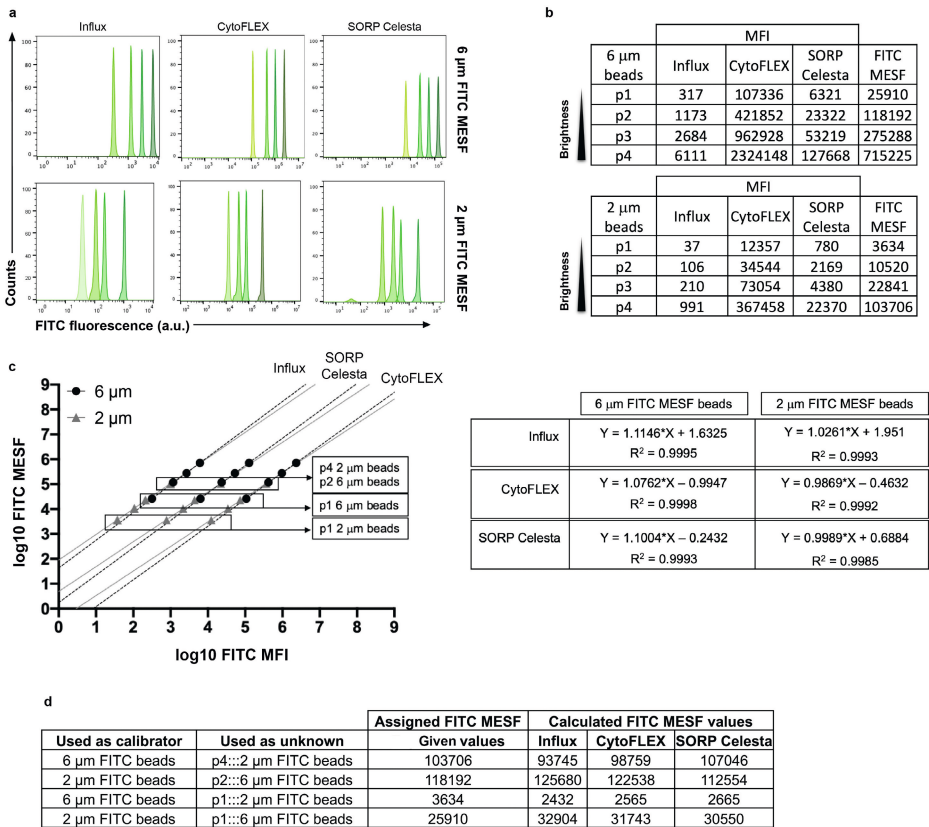 a
Influx CytoFLEX SORP Celesta
6 µm FITC MESF
2 µm FITC MESF
Counts
FITC fluorescence (a.u.)
b
MFI
6 µm beads Influx CytoFLEX SORP Celesta FITC MESF
p1 317 107336 6321 25910
p2 1173 421852 23322 118192
p3 2684 962928 53219 275288
p4 6111 2324148 127668 715225
Brightness
MFI
2 µm beads Influx CytoFLEX SORP Celesta FITC MESF
p1 37 12357 780 3634
p2 106 34544 2169 10520
p3 210 73054 4380 22841
p4 991 367458 22370 103706
Brightness
c
6 µm
2 µm
Influx
SORP Celesta
CytoFLEX
log10 FITC MESF
9
8
7
6
5
4
3
2
1
0
0 1 2 3 4 5 6 7 8 9
log10 FITC MFI
p4 2 µm beads
p2 6 µm beads
p1 6 µm beads
p1 2 µm beads
6 µm FITC MESF beads 2 µm FITC MESF beads
Influx Y = 1.1146*X + 1.6325 Y = 1.0261*X + 1.951
R² = 0.9995 R² = 0.9993
CytoFLEX Y = 1.0762*X – 0.9947 Y = 0.9869*X – 0.4632
R² = 0.9998 R² = 0.9992
SORP Celesta Y = 1.1004*X – 0.2432 Y = 0.9989*X + 0.6884
R² = 0.9993 R² = 0.9985
d
Assigned FITC MESF Calculated FITC MESF values
Used as calibrator Used as unknown Given values Influx CytoFLEX SORP Celesta
6 µm FITC beads p4:::2 µm FITC beads 103706 93745 98759 107046
2 µm FITC beads p2:::6 µm FITC beads 118192 125680 122538 112554
6 µm FITC beads p1:::2 µm FITC beads 3634 2432 2565 2665
2 µm FITC beads p1:::6 µm FITC beads 25910 32904 31743 30550